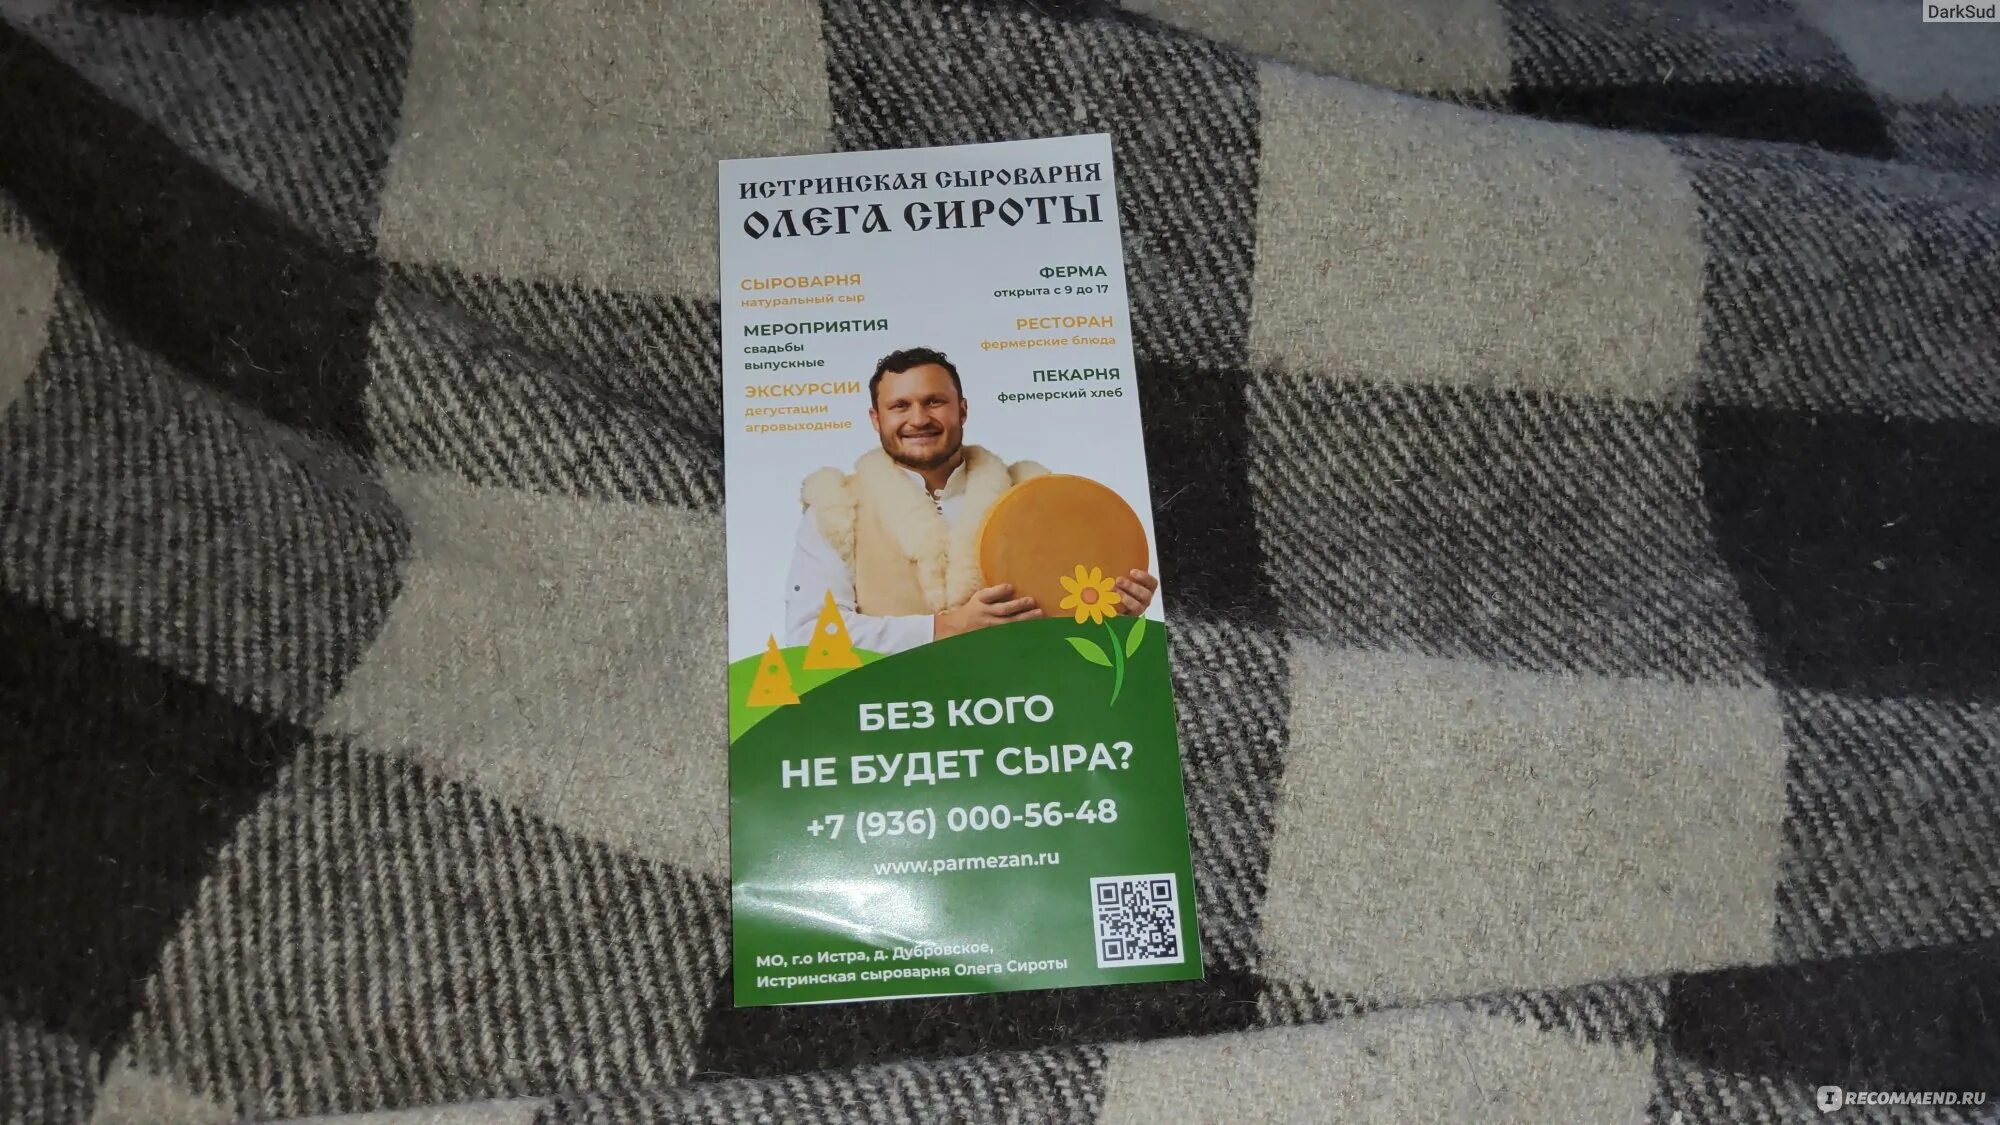 DarkSud
ИСТРИНСКАЯ СЫРОВАРНЯ
ОЛЕГА СИРОТЫ
СЫРОВАРНЯ
натуральный сыр
МЕРОПРИЯТИЯ
свадьбы
выпускные
ЭКСКУРСИИ
дегустации
агровыходные
ФЕРМА
открыта с 9 до 17
РЕСТОРАН
фермерские блюда
ПЕКАРНЯ
фермерский хлеб
БЕЗ КОГО
НЕ БУДЕТ СЫРА?
+7 (936) 000-56-48
www.parmezan.ru
МО, г.о Истра, д. Дубровское,
Истринская сыроварня Олега Сироты
IRECOMMEND.RU